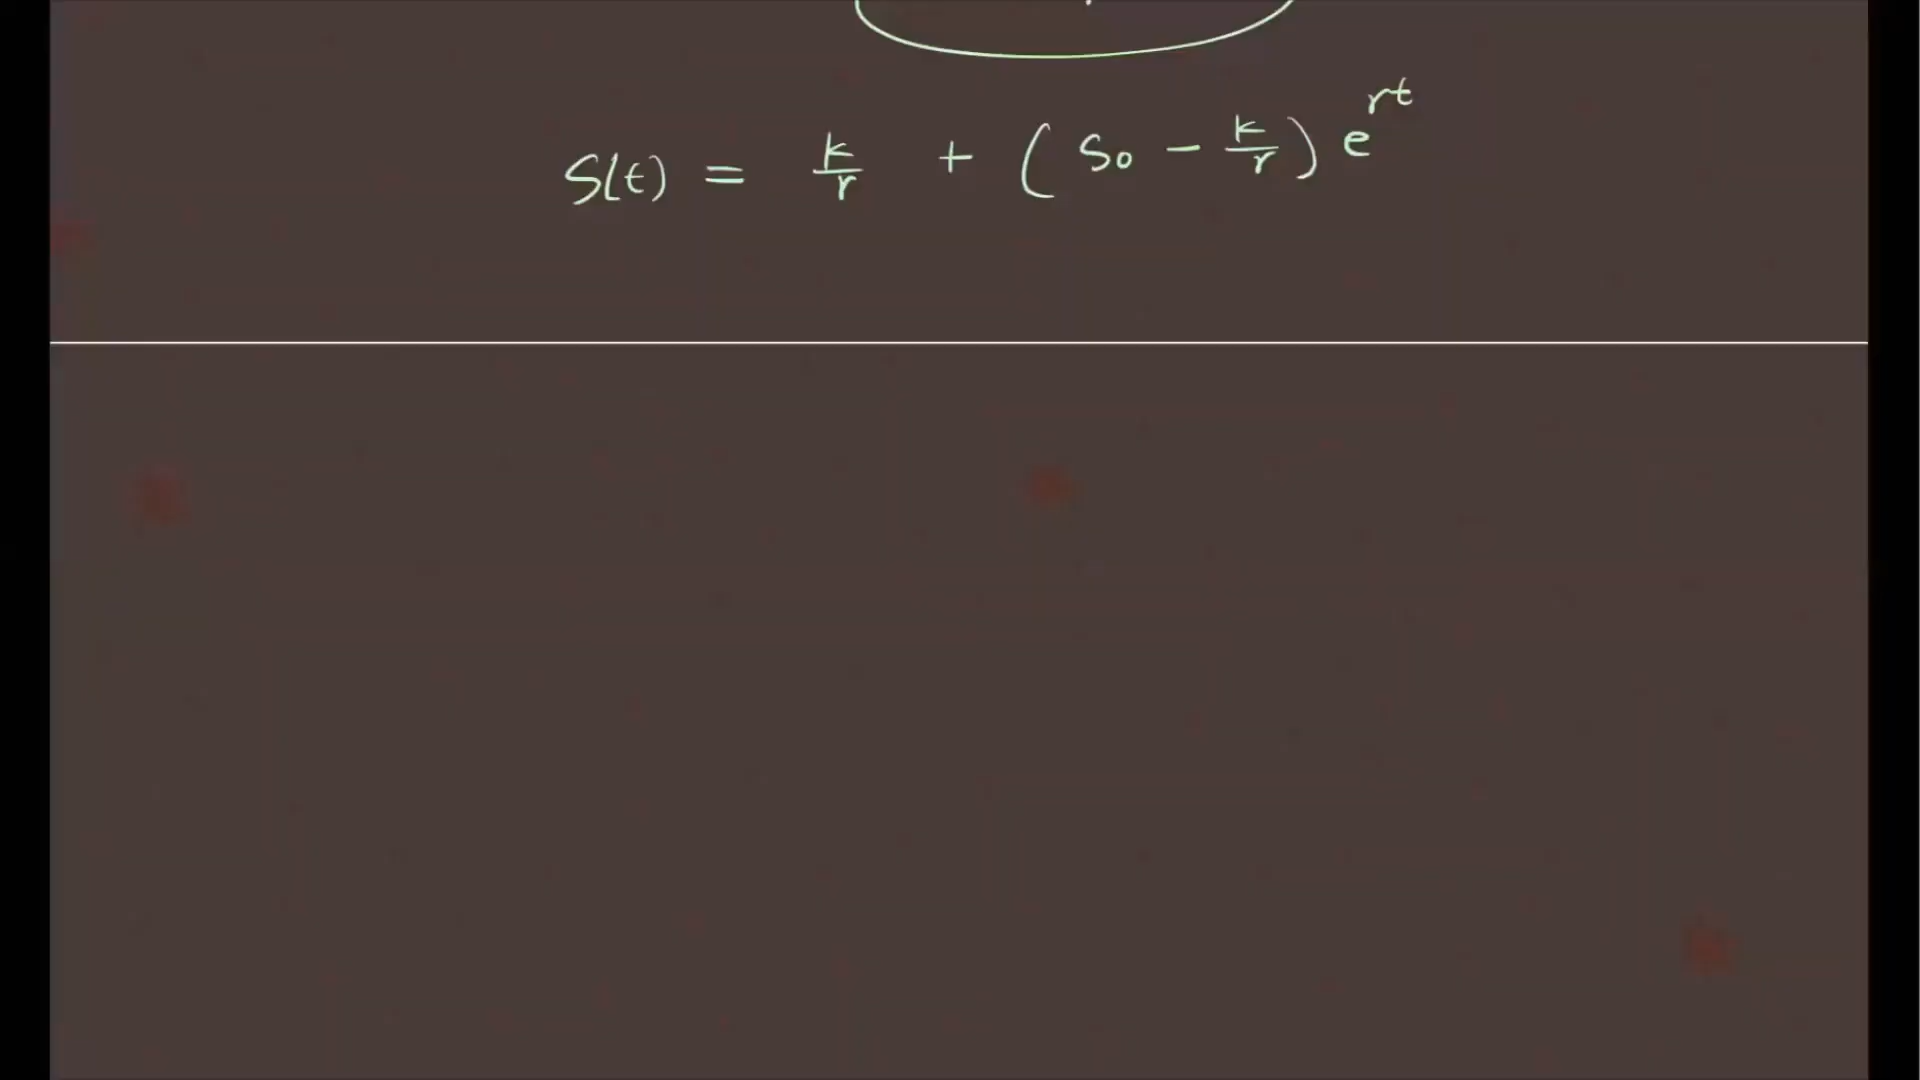 S(t) = k/r + (S₀ - k/r) e^{rt}